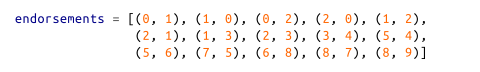 endorsements = [(0, 1), (1, 0), (0, 2), (2, 0), (1, 2),
(2, 1), (1, 3), (2, 3), (3, 4), (5, 4),
(5, 6), (7, 5), (6, 8), (8, 7), (8, 9)]